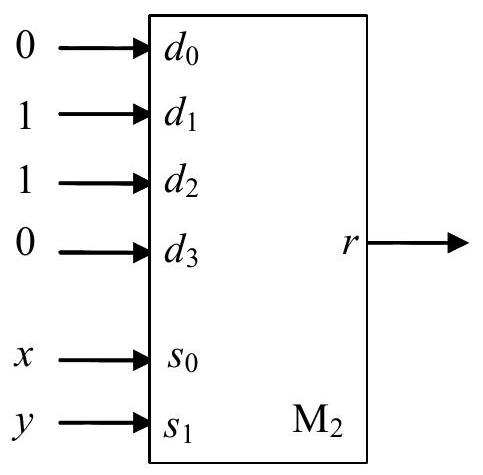 0 d₀
1 d₁
1 d₂
0 d₃
r
x s₀
y s₁ M₂